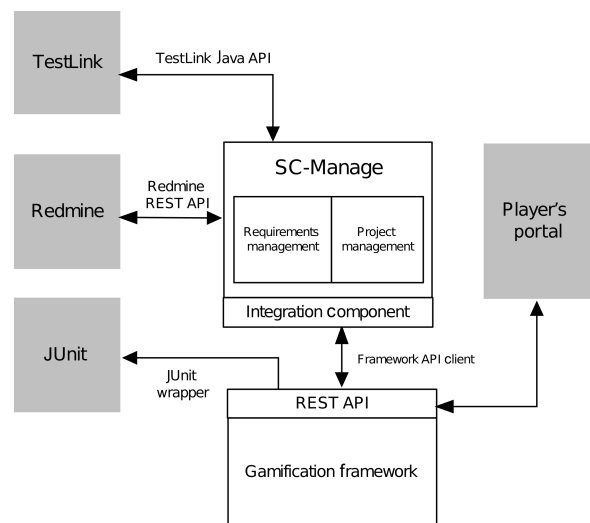 TestLink
TestLink Java API
SC-Manage
Redmine
Redmine
REST API
Requirements
management
Project
management
Player's
portal
Integration component
JUnit
JUnit
wrapper
Framework API client
REST API
Gamification framework